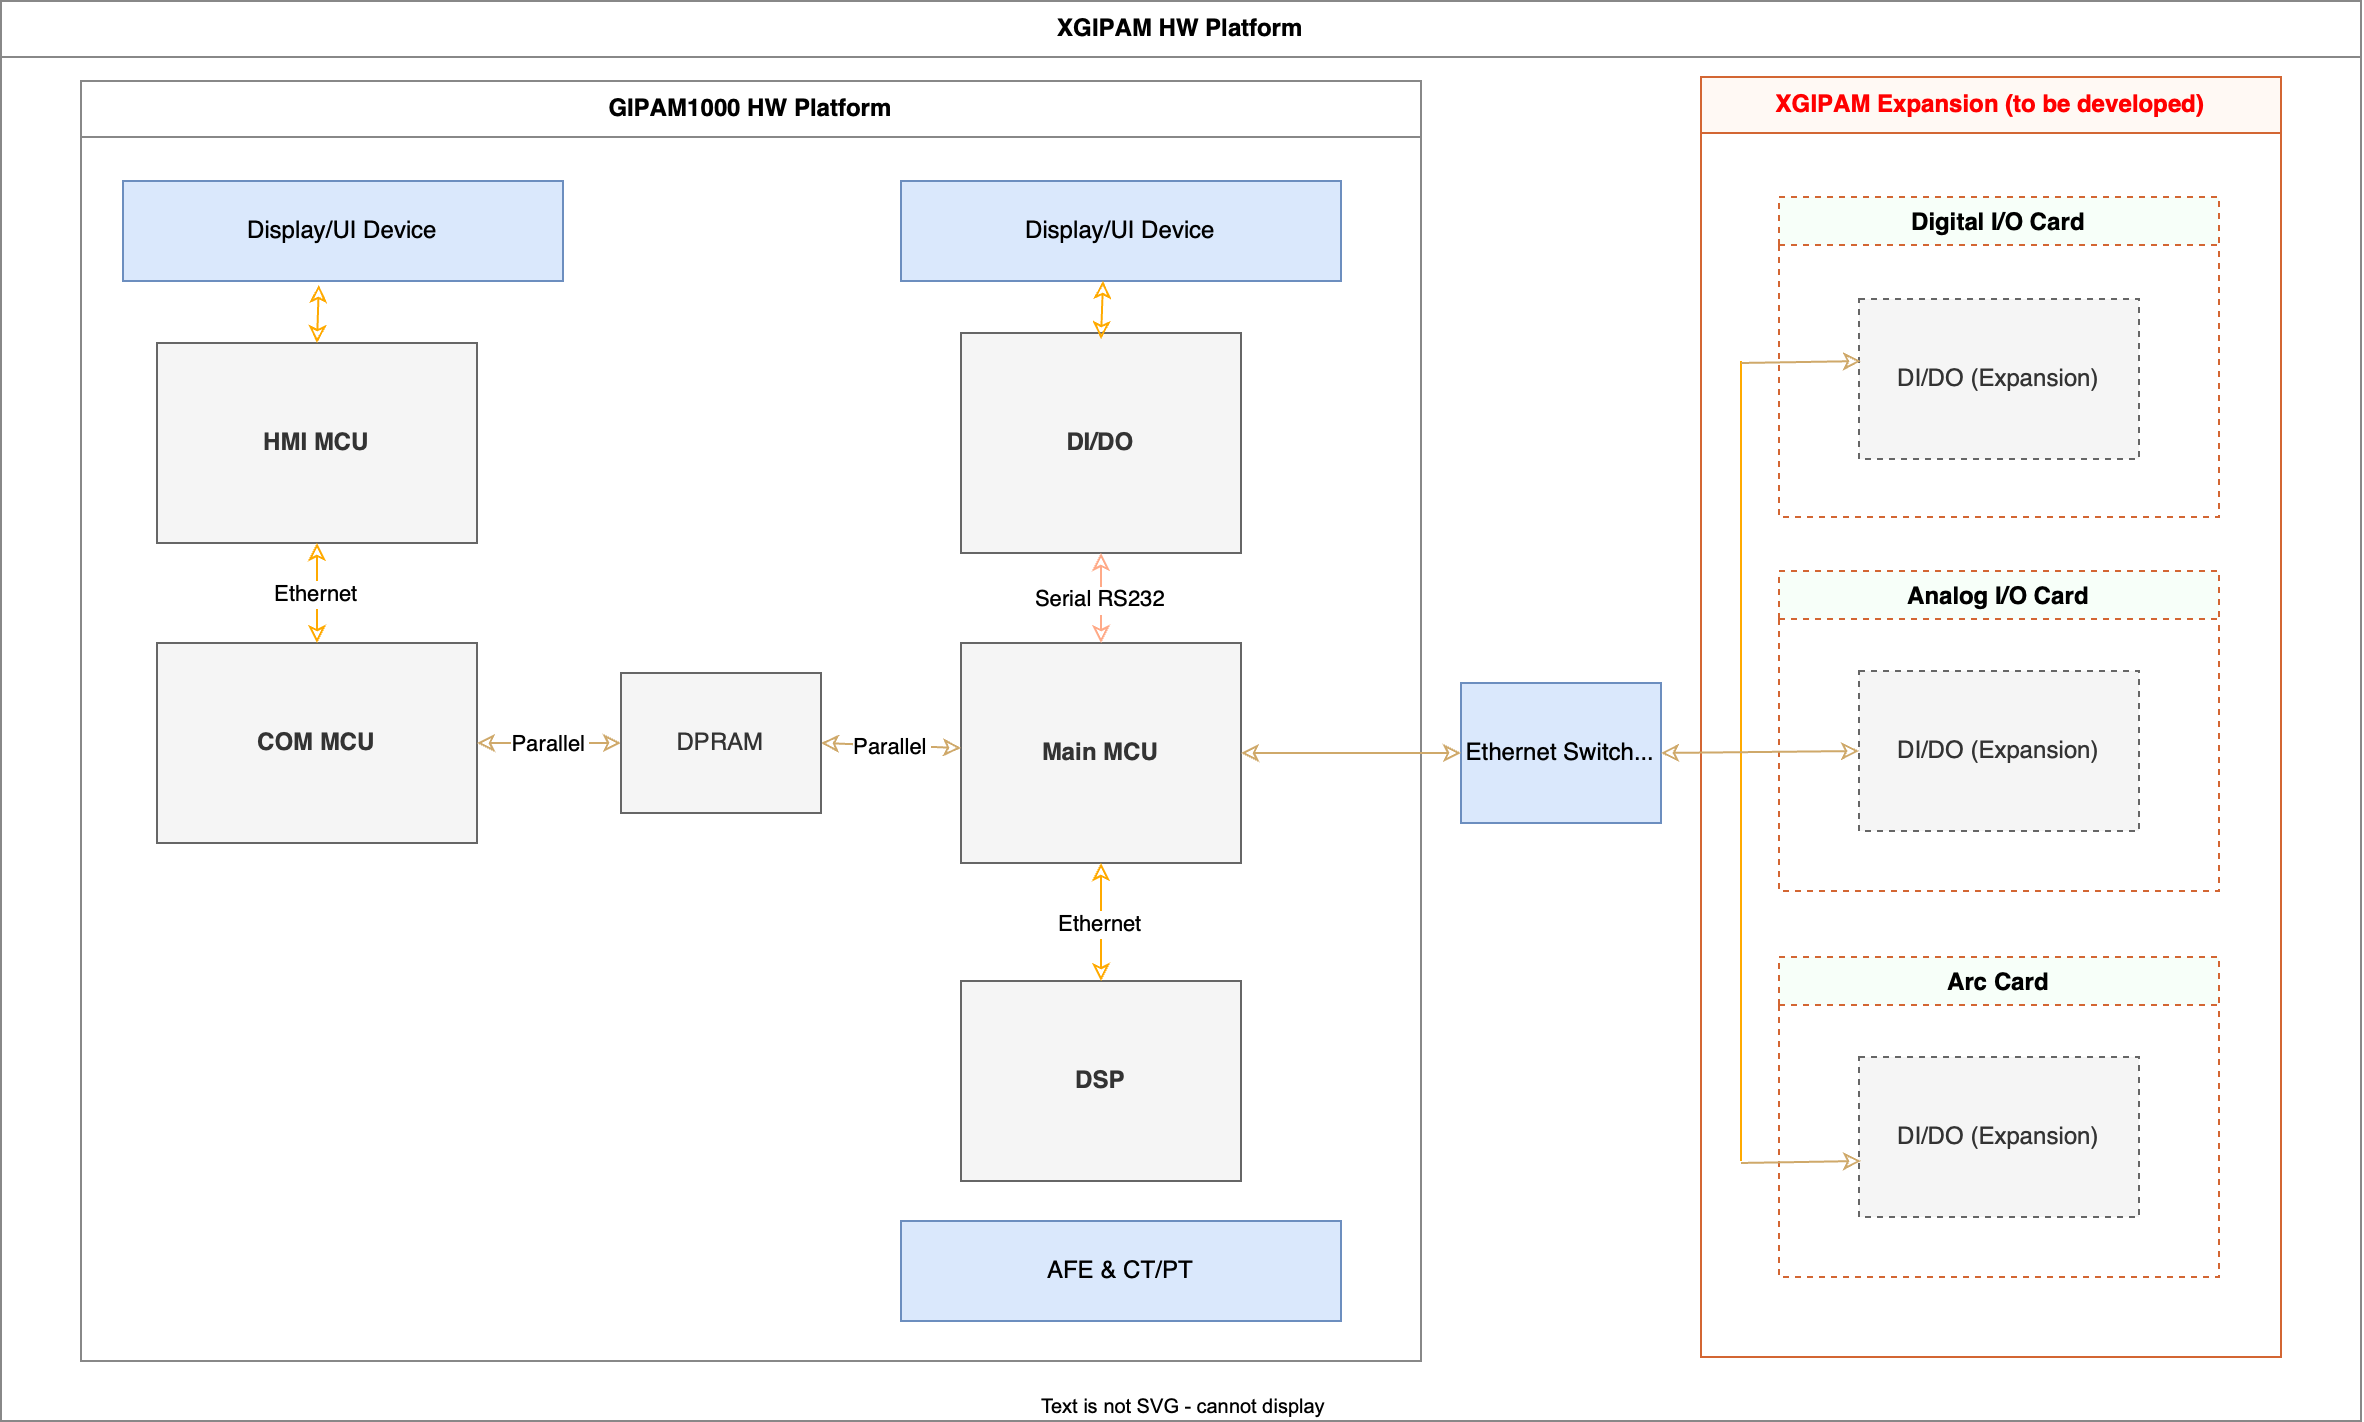 XGIPAM HW Platform
GIPAM1000 HW Platform
XGIPAM Expansion (to be developed)
Display/UI Device
Display/UI Device
Digital I/O Card
DI/DO (Expansion)
HMI MCU
DI/DO
Ethernet
Serial RS232
Analog I/O Card
COM MCU
Parallel
DPRAM
Parallel
Main MCU
Ethernet Switch...
DI/DO (Expansion)
Ethernet
Arc Card
DSP
DI/DO (Expansion)
AFE & CT/PT
Text is not SVG - cannot display